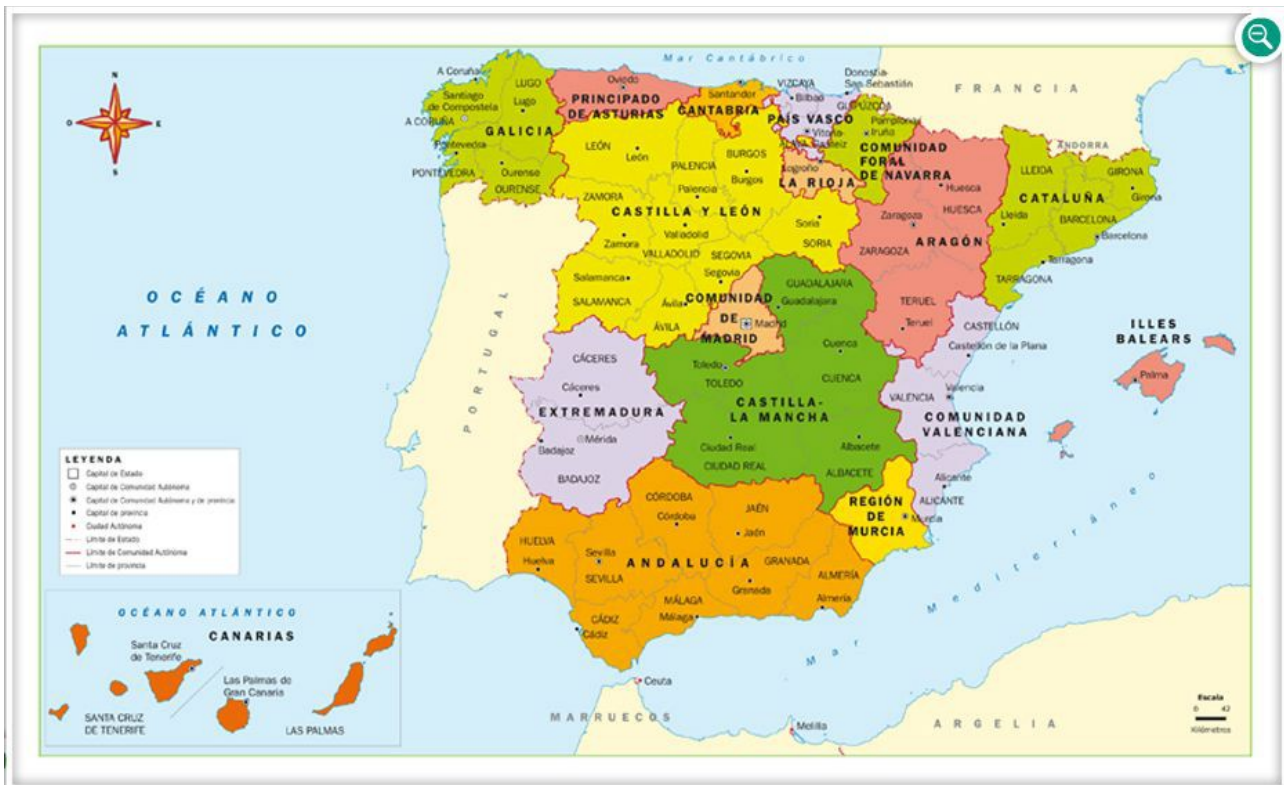 Mar Cantábrico
FRANCIA
ANDORRA
PORTUGAL
OCÉANO
ATLÁNTICO
Mar Mediterráneo
MARRUECOS
ARGELIA
N
O
E
S
A Coruña
LUGO
Lugo
Santiago
de Compostela
A CORUÑA
GALICIA
Pontevedra
PONTEVEDRA
Ourense
OURENSE
Oviedo
PRINCIPADO
DE ASTURIAS
Santander
CANTABRIA
VIZCAYA
Bilbao
Donostia-
San Sebastián
GUIPÚZCOA
PAÍS VASCO
Vitoria-
Gasteiz
ÁLAVA
Pamplona/
Iruña
COMUNIDAD
FORAL
DE NAVARRA
Logroño
LA RIOJA
LEÓN
León
PALENCIA
Palencia
BURGOS
Burgos
ZAMORA
Zamora
CASTILLA Y LEÓN
Valladolid
VALLADOLID
Soria
SORIA
SEGOVIA
Segovia
Salamanca
SALAMANCA
Ávila
ÁVILA
COMUNIDAD
DE
MADRID
Madrid
Huesca
HUESCA
Zaragoza
ZARAGOZA
ARAGÓN
TERUEL
Teruel
LLEIDA
Lleida
GIRONA
Girona
CATALUÑA
BARCELONA
Barcelona
Tarragona
TARRAGONA
GUADALAJARA
Guadalajara
Cuenca
CUENCA
Toledo
TOLEDO
CASTILLA-
LA MANCHA
Ciudad Real
CIUDAD REAL
Albacete
ALBACETE
CÁCERES
Cáceres
EXTREMADURA
Mérida
Badajoz
BADAJOZ
CASTELLÓN
Castellón de la Plana
Valencia
VALENCIA
COMUNIDAD
VALENCIANA
Alicante
ALICANTE
ILLES
BALEARS
Palma
REGIÓN
DE
MURCIA
Murcia
CÓRDOBA
Córdoba
JAÉN
Jaén
HUELVA
Huelva
Sevilla
SEVILLA
ANDALUCÍA
GRANADA
Granada
ALMERÍA
Almería
MÁLAGA
Málaga
CÁDIZ
Cádiz
Ceuta
Melilla
LEYENDA
Capital de Estado
Capital de Comunidad Autónoma
Capital de Comunidad Autónoma y de provincia
Capital de provincia
Ciudad Autónoma
Límite de Estado
Límite de Comunidad Autónoma
Límite de provincia
OCÉANO ATLÁNTICO
CANARIAS
Santa Cruz
de Tenerife
Las Palmas de
Gran Canaria
SANTA CRUZ
DE TENERIFE
LAS PALMAS
Escala
0 42
Kilómetros